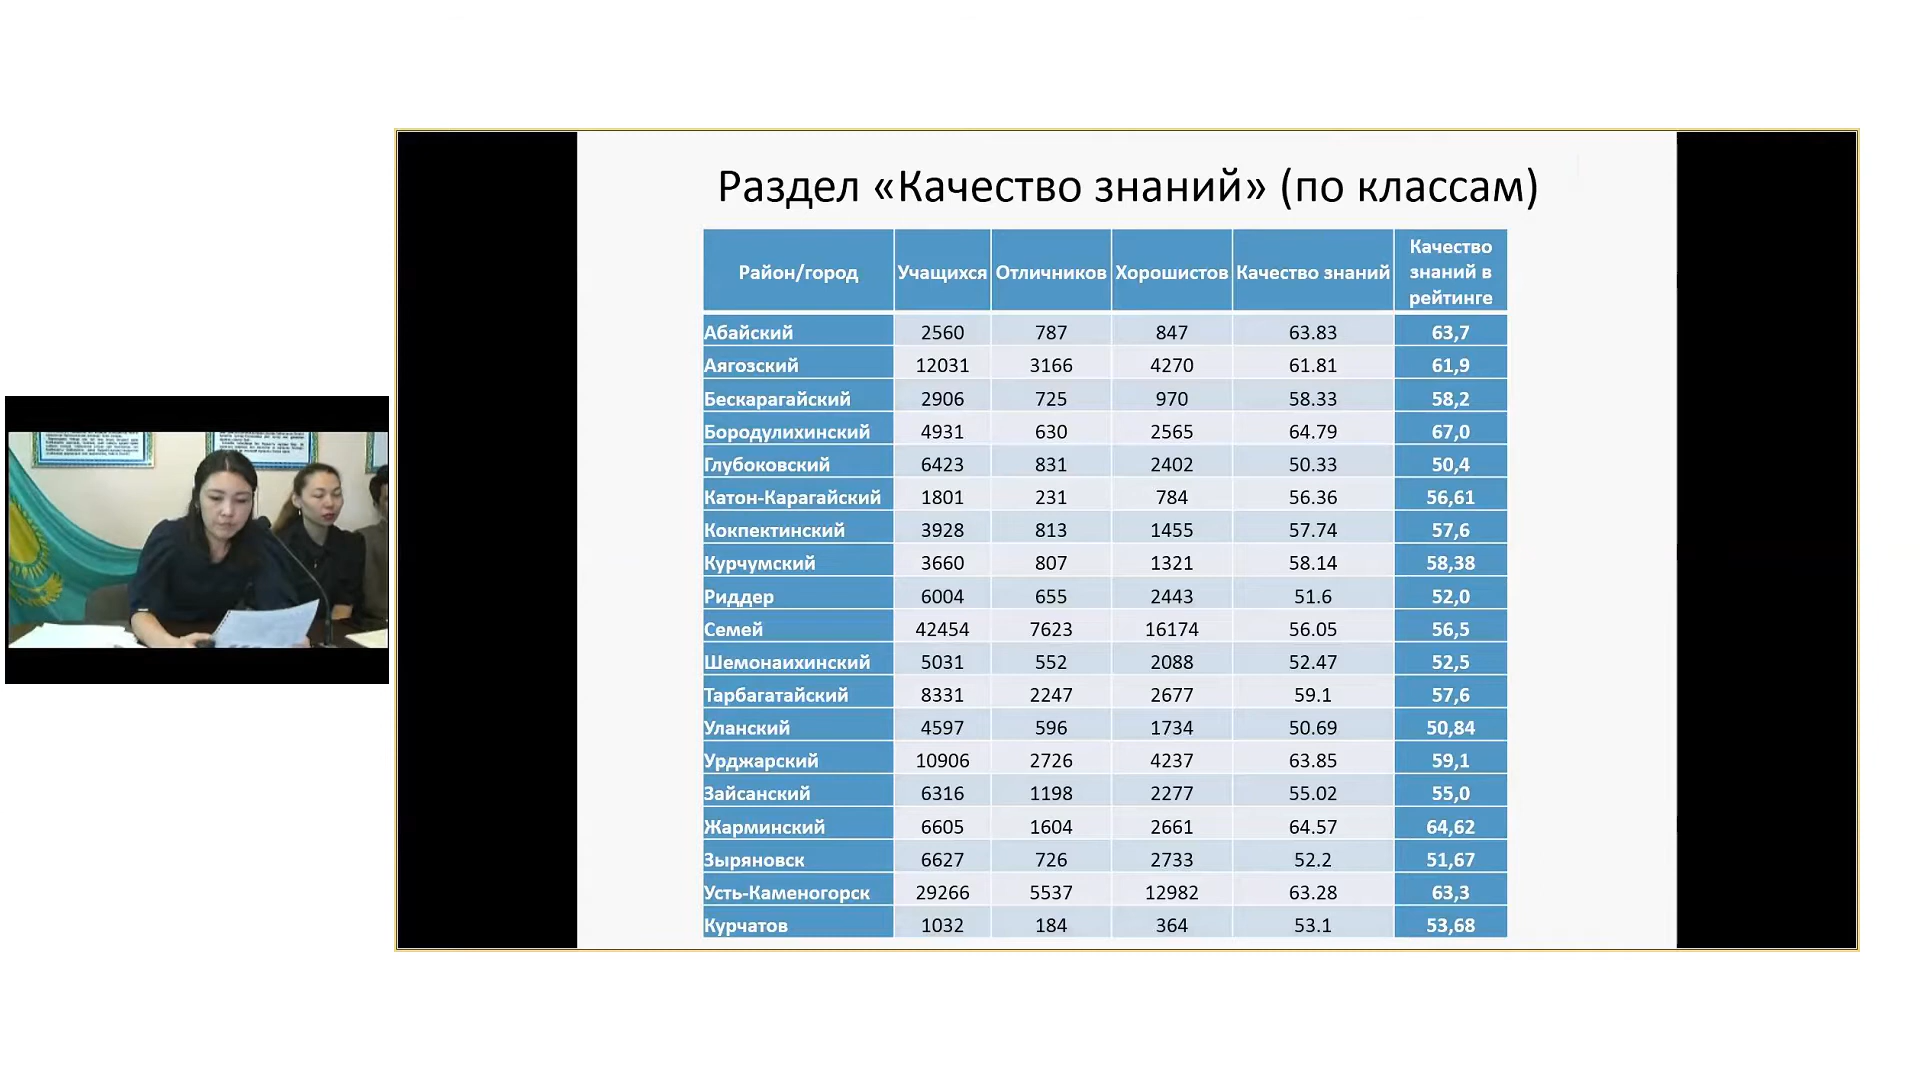 Раздел «Качество знаний» (по классам)
Район/город Учащихся Отличников Хорошистов Качество знаний Качество знаний в рейтинге
Абайский 2560 787 847 63.83 63,7
Аягозский 12031 3166 4270 61.81 61,9
Бескарагайский 2906 725 970 58.33 58,2
Бородулихинский 4931 630 2565 64.79 67,0
Глубоковский 6423 831 2402 50.33 50,4
Катон-Карагайский 1801 231 784 56.36 56,61
Кокпектинский 3928 813 1455 57.74 57,6
Курчумский 3660 807 1321 58.14 58,38
Риддер 6004 655 2443 51.6 52,0
Семей 42454 7623 16174 56.05 56,5
Шемонаихинский 5031 552 2088 52.47 52,5
Тарбагатайский 8331 2247 2677 59.1 57,6
Уланский 4597 596 1734 50.69 50,84
Урджарский 10906 2726 4237 63.85 59,1
Зайсанский 6316 1198 2277 55.02 55,0
Жарминский 6605 1604 2661 64.57 64,62
Зыряновск 6627 726 2733 52.2 51,67
Усть-Каменогорск 29266 5537 12982 63.28 63,3
Курчатов 1032 184 364 53.1 53,68